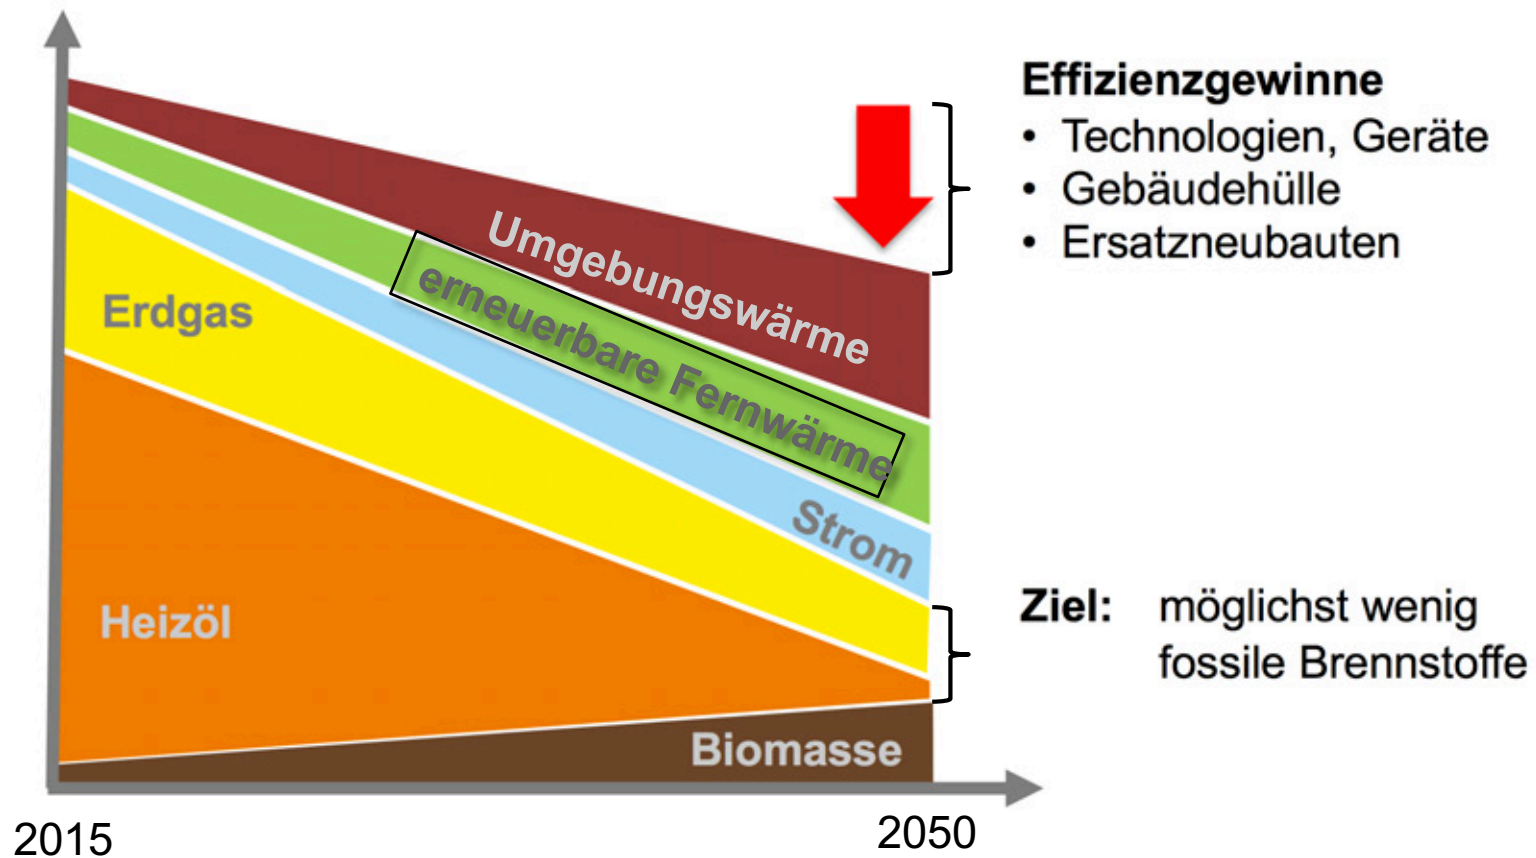 Effizienzgewinne
• Technologien, Geräte
• Gebäudehülle
• Ersatzneubauten
Umgebungswärme
erneuerbare Fernwärme
Erdgas
Strom
Heizöl
Ziel: möglichst wenig
fossile Brennstoffe
Biomasse
2015
2050